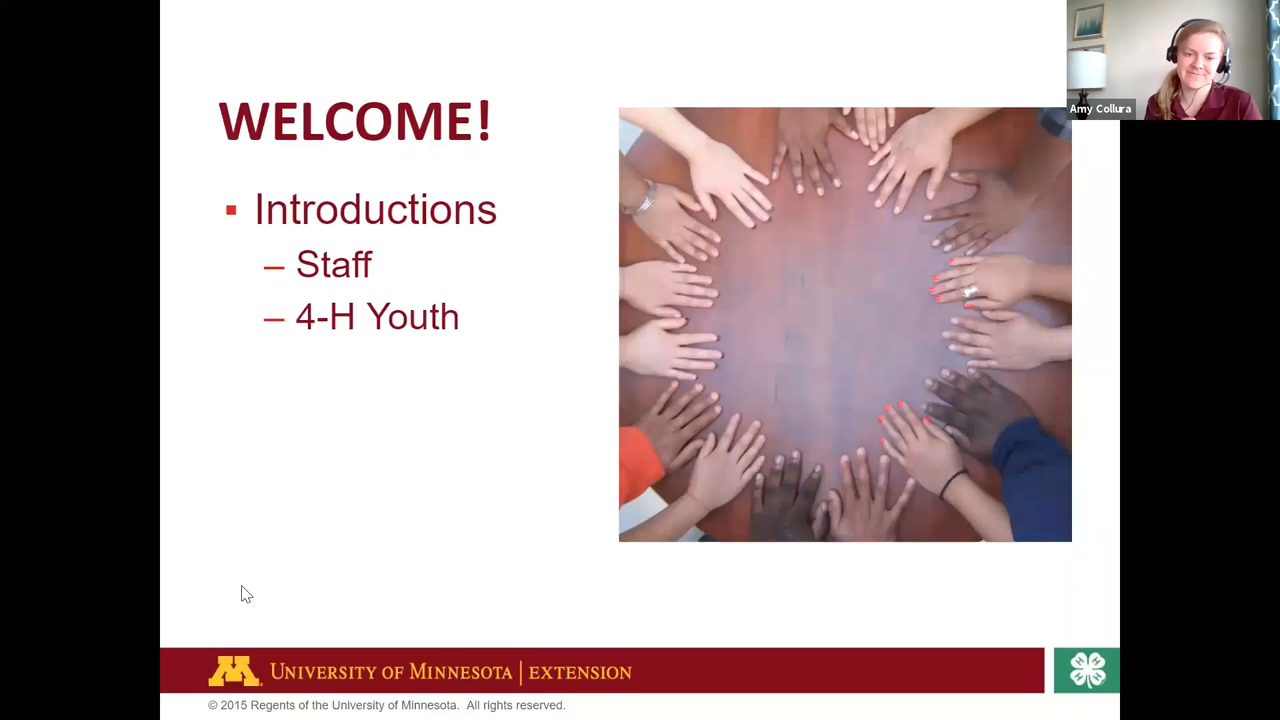 WELCOME!
▪ Introductions
– Staff
– 4-H Youth
Amy Collura
M UNIVERSITY OF MINNESOTA | EXTENSION
H H H H
© 2015 Regents of the University of Minnesota. All rights reserved.